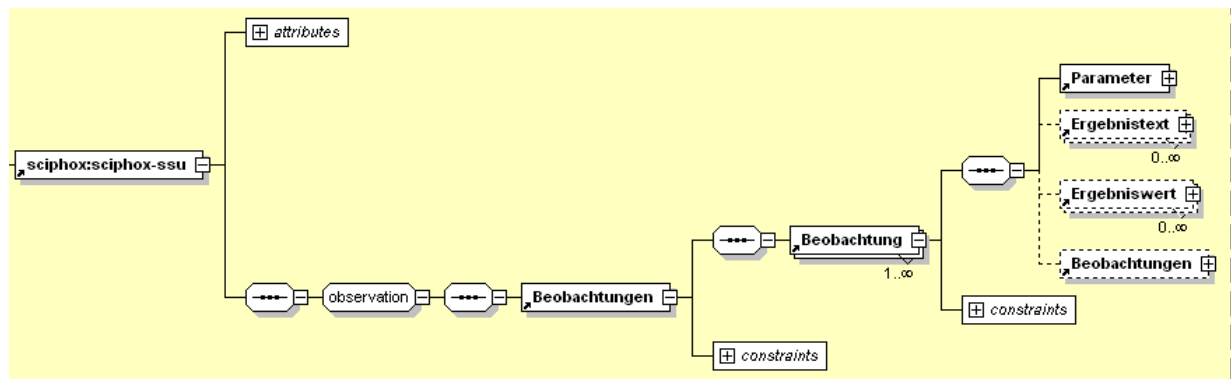 attributes
sciphox:sciphox-ssu
observation
Beobachtungen
Beobachtung
1..∞
Parameter
Ergebnistext
0..∞
Ergebniswert
0..∞
Beobachtungen
constraints
constraints